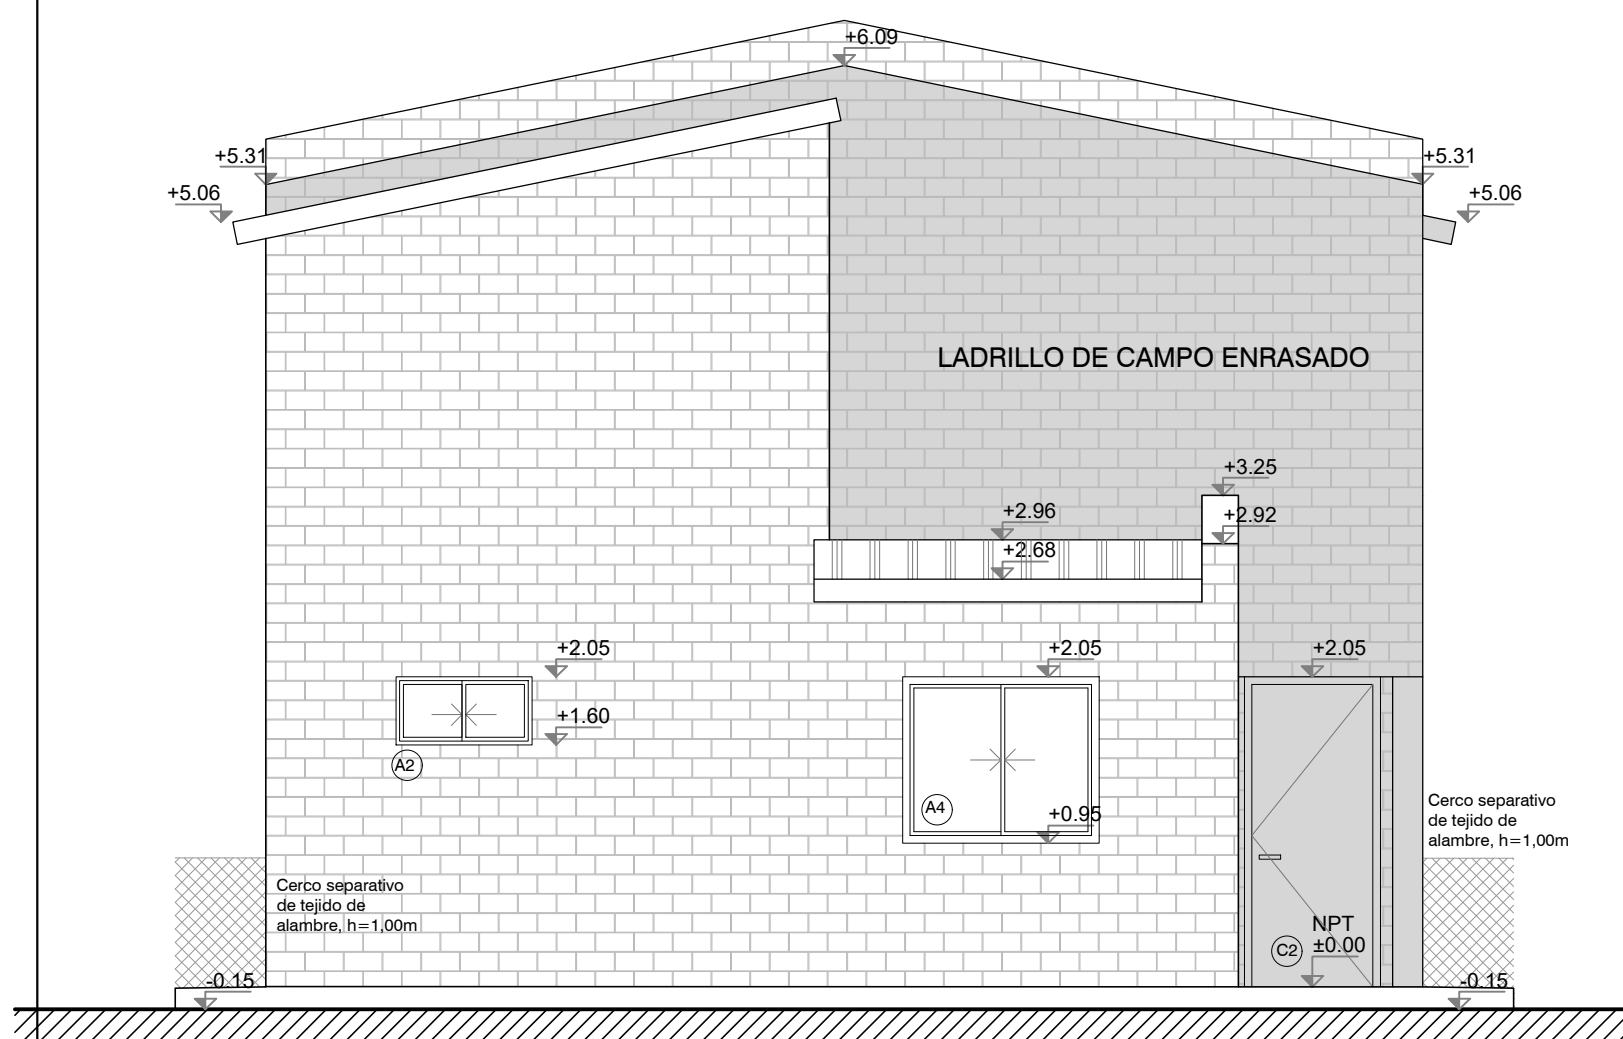 +6.09
+5.31
+5.31
+5.06
+5.06
LADRILLO DE CAMPO ENRASADO
+3.25
+2.96
+2.92
+2.68
+2.05
+2.05
+2.05
+1.60
A2
A4
+0.95
Cerco separativo
de tejido de
alambre, h=1,00m
Cerco separativo
de tejido de
alambre, h=1,00m
NPT
C2
±0.00
-0.15
-0.15